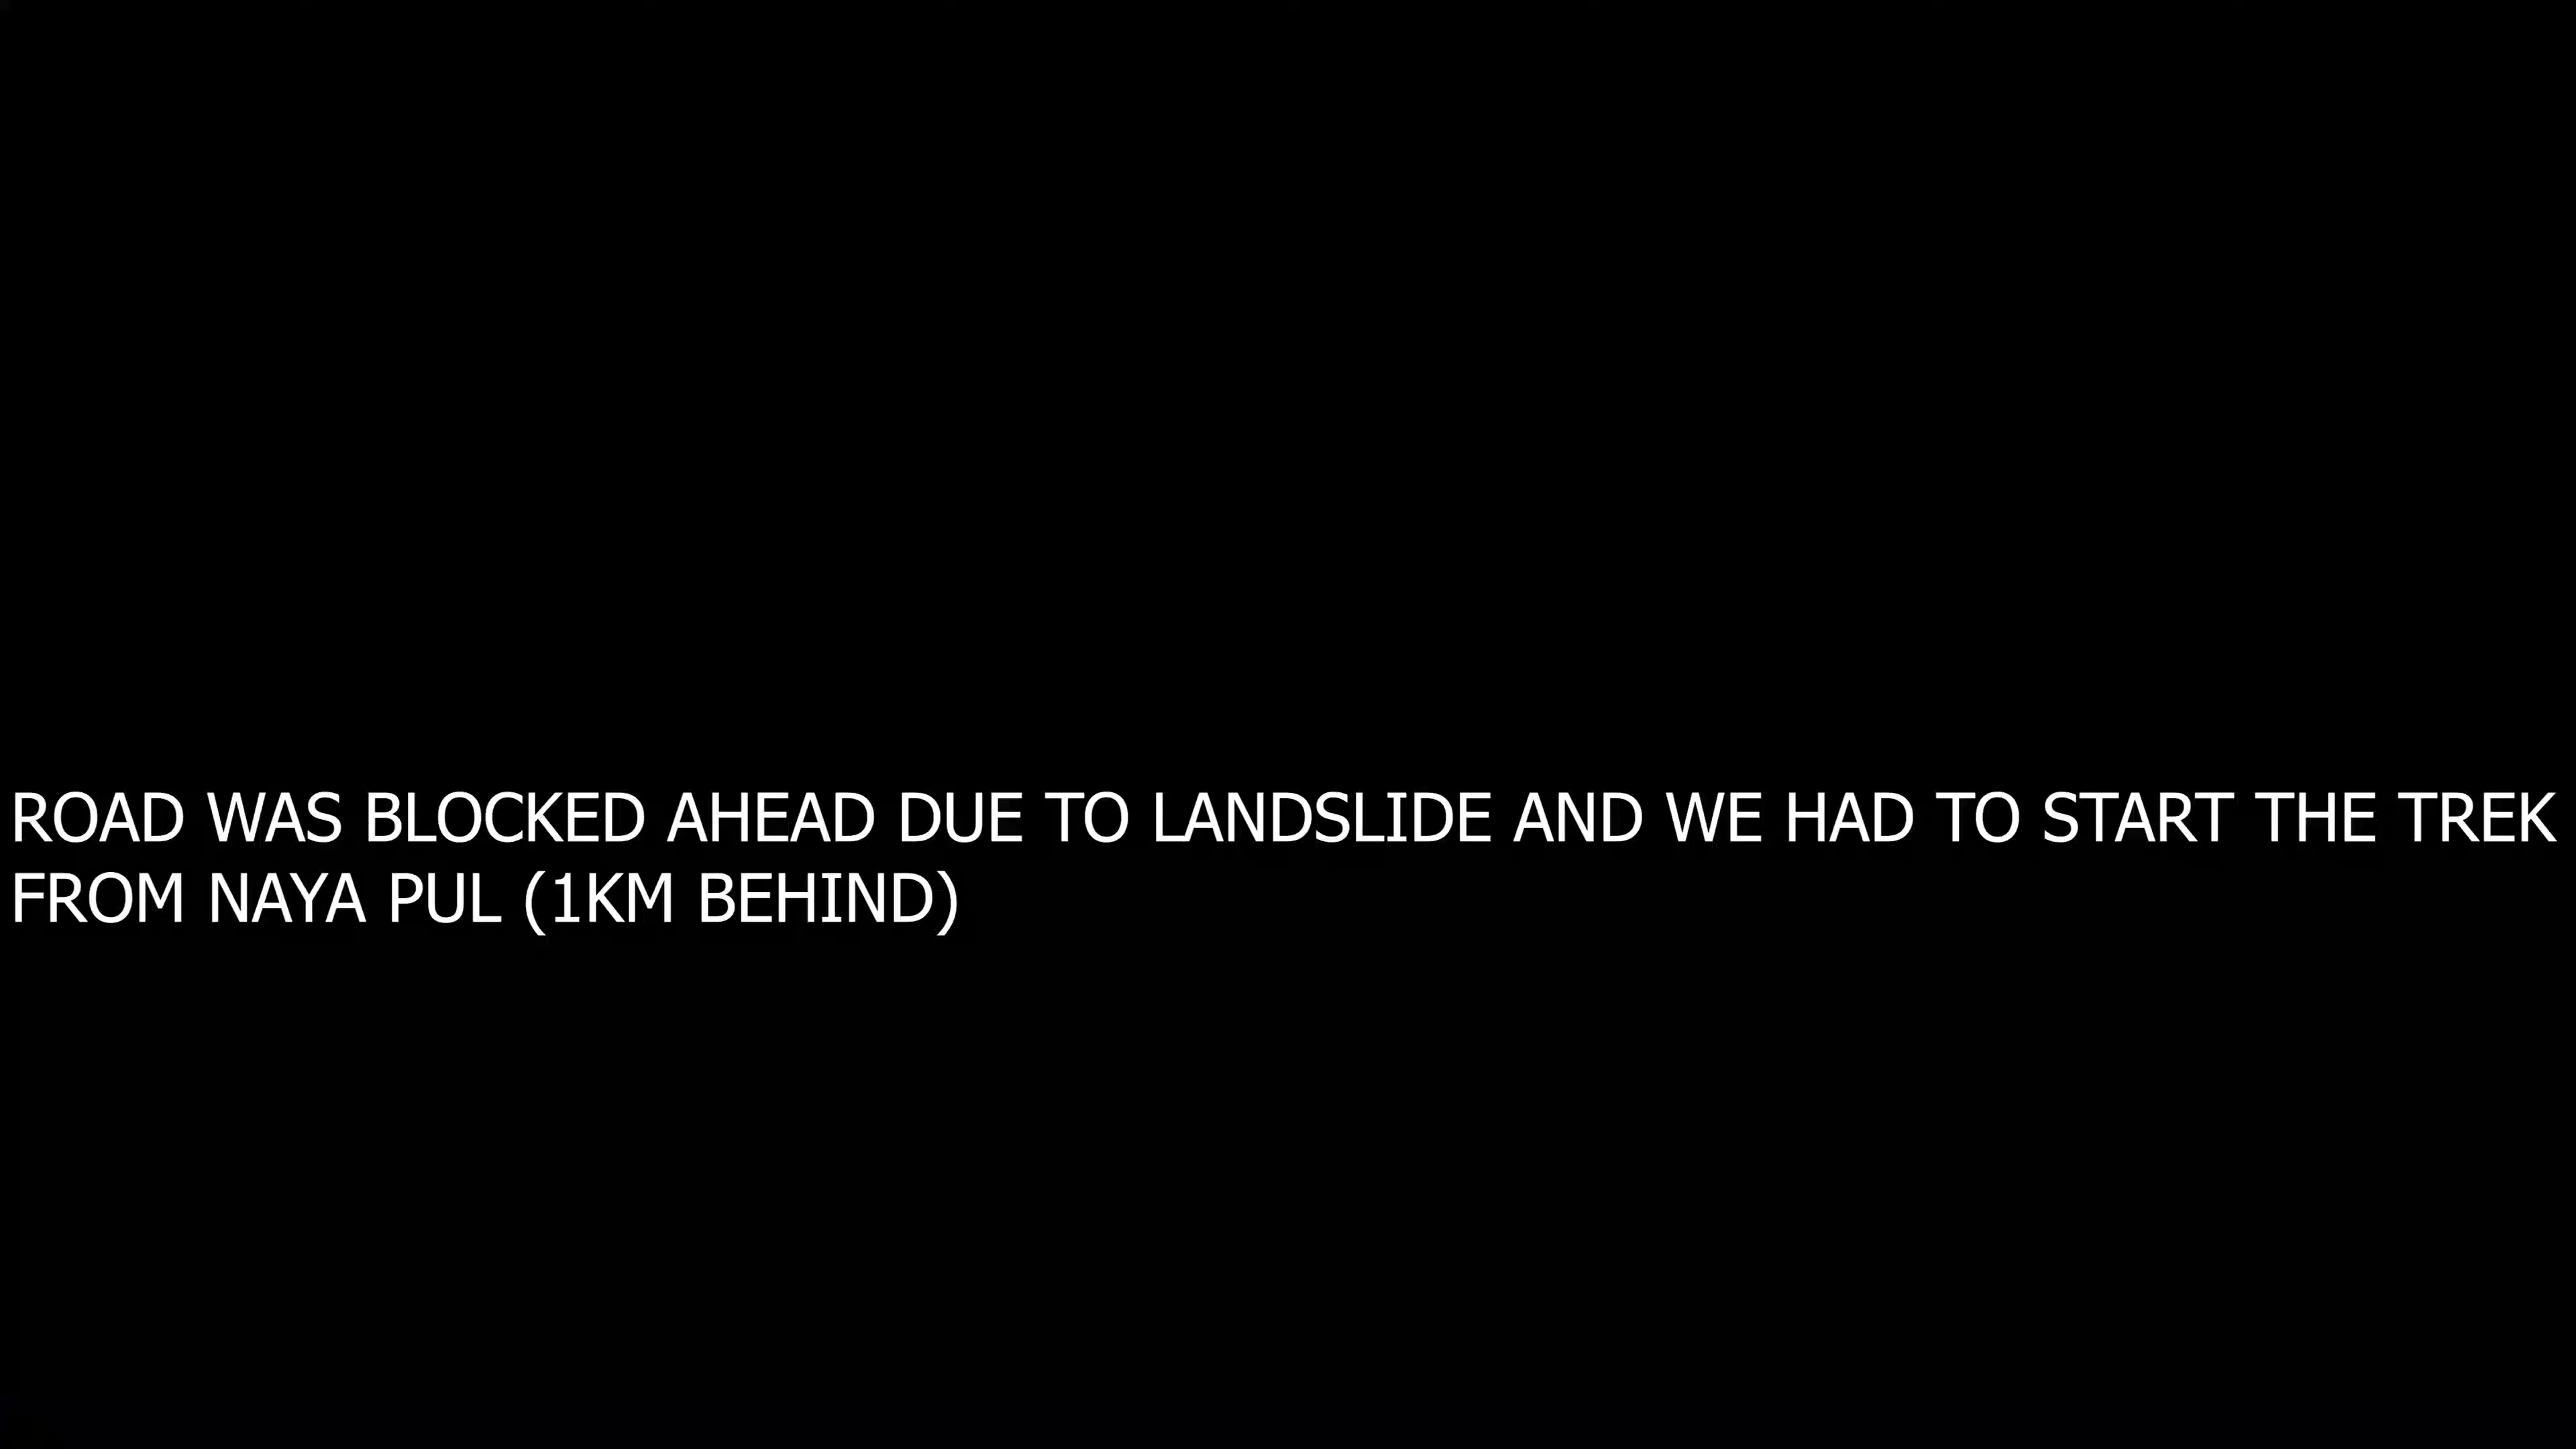 ROAD WAS BLOCKED AHEAD DUE TO LANDSLIDE AND WE HAD TO START THE TREK
FROM NAYA PUL (1KM BEHIND)